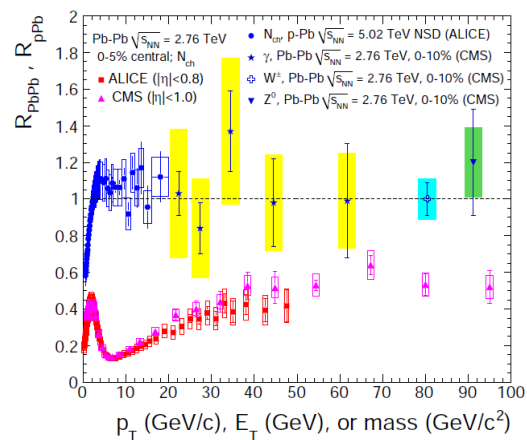 R_PbPb, R_pPb
2
1.8
1.6
1.4
1.2
1
0.8
0.6
0.4
0.2
0
Pb-Pb √s_NN = 2.76 TeV
0-5% central; N_ch
ALICE (|η|<0.8)
CMS (|η|<1.0)
N_ch, p-Pb √s_NN = 5.02 TeV NSD (ALICE)
γ, Pb-Pb √s_NN = 2.76 TeV, 0-10% (CMS)
W^±, Pb-Pb √s_NN = 2.76 TeV, 0-10% (CMS)
Z^0, Pb-Pb √s_NN = 2.76 TeV, 0-10% (CMS)
0 10 20 30 40 50 60 70 80 90 100
p_T (GeV/c), E_T (GeV), or mass (GeV/c^2)